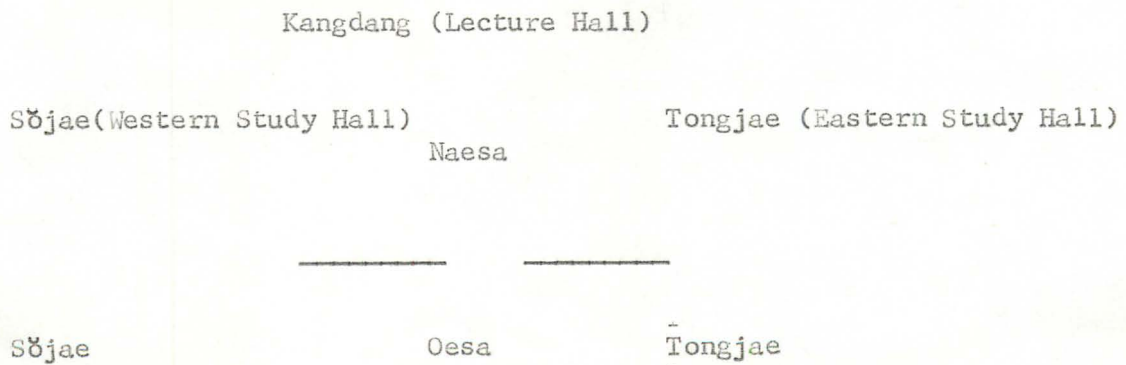 Kangdang (Lecture Hall)
Sŏjae(Western Study Hall) Tongjae (Eastern Study Hall)
Naesa
Sŏjae Oesa Tongjae